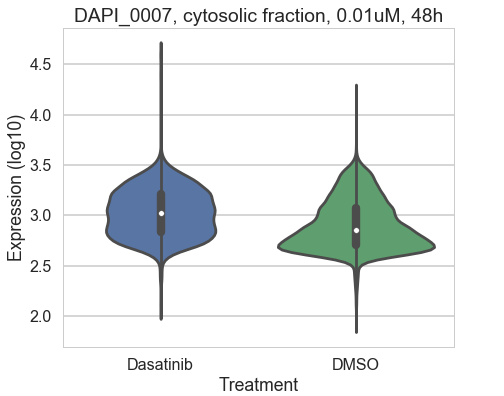 DAPI_0007, cytosolic fraction, 0.01uM, 48h
Expression (log10)
4.5
4.0
3.5
3.0
2.5
2.0
Dasatinib DMSO
Treatment